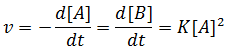 v = − d[A]/dt = d[B]/dt = K[A]²